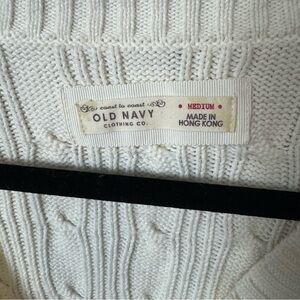 coast to coast
OLD NAVY
CLOTHING CO.
• MEDIUM •
MADE IN
HONG KONG